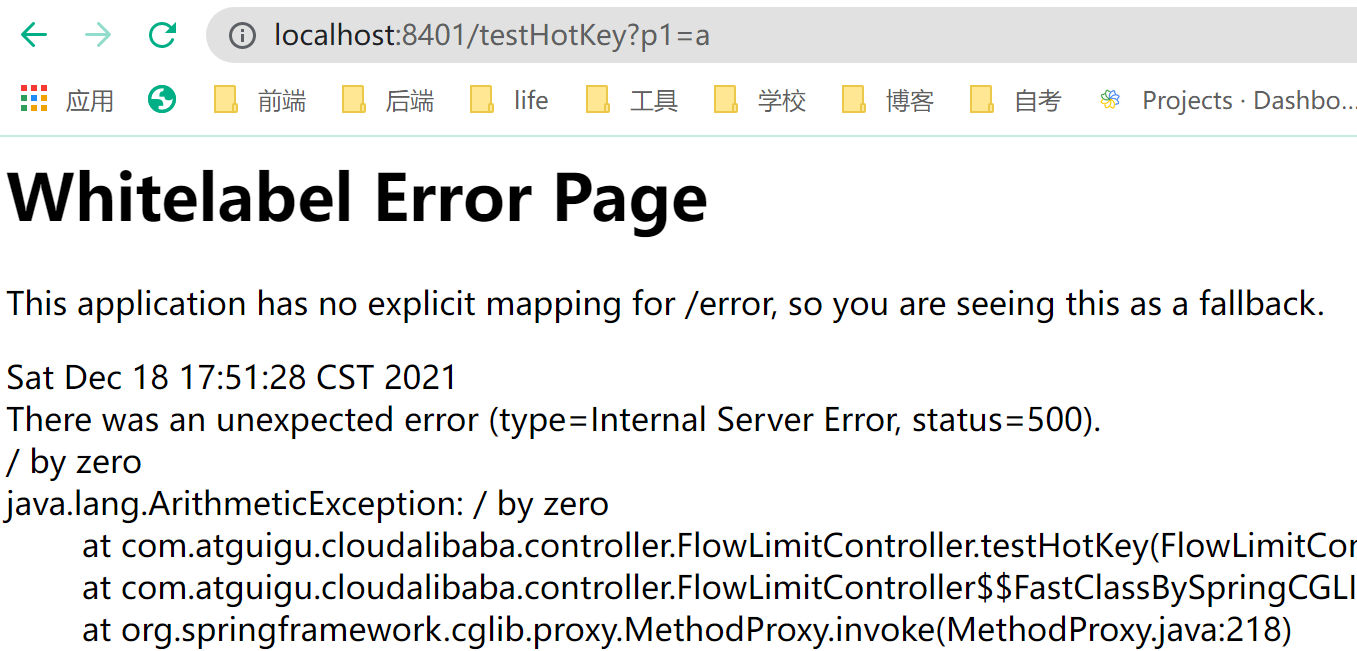 localhost:8401/testHotKey?p1=a
应用 前端 后端 life 工具 学校 博客 自考 Projects · Dashbo...
Whitelabel Error Page
This application has no explicit mapping for /error, so you are seeing this as a fallback.
Sat Dec 18 17:51:28 CST 2021
There was an unexpected error (type=Internal Server Error, status=500).
/ by zero
java.lang.ArithmeticException: / by zero
at com.atguigu.cloudalibaba.controller.FlowLimitController.testHotKey(FlowLimitCor
at com.atguigu.cloudalibaba.controller.FlowLimitController$$FastClassBySpringCGLI
at org.springframework.cglib.proxy.MethodProxy.invoke(MethodProxy.java:218)